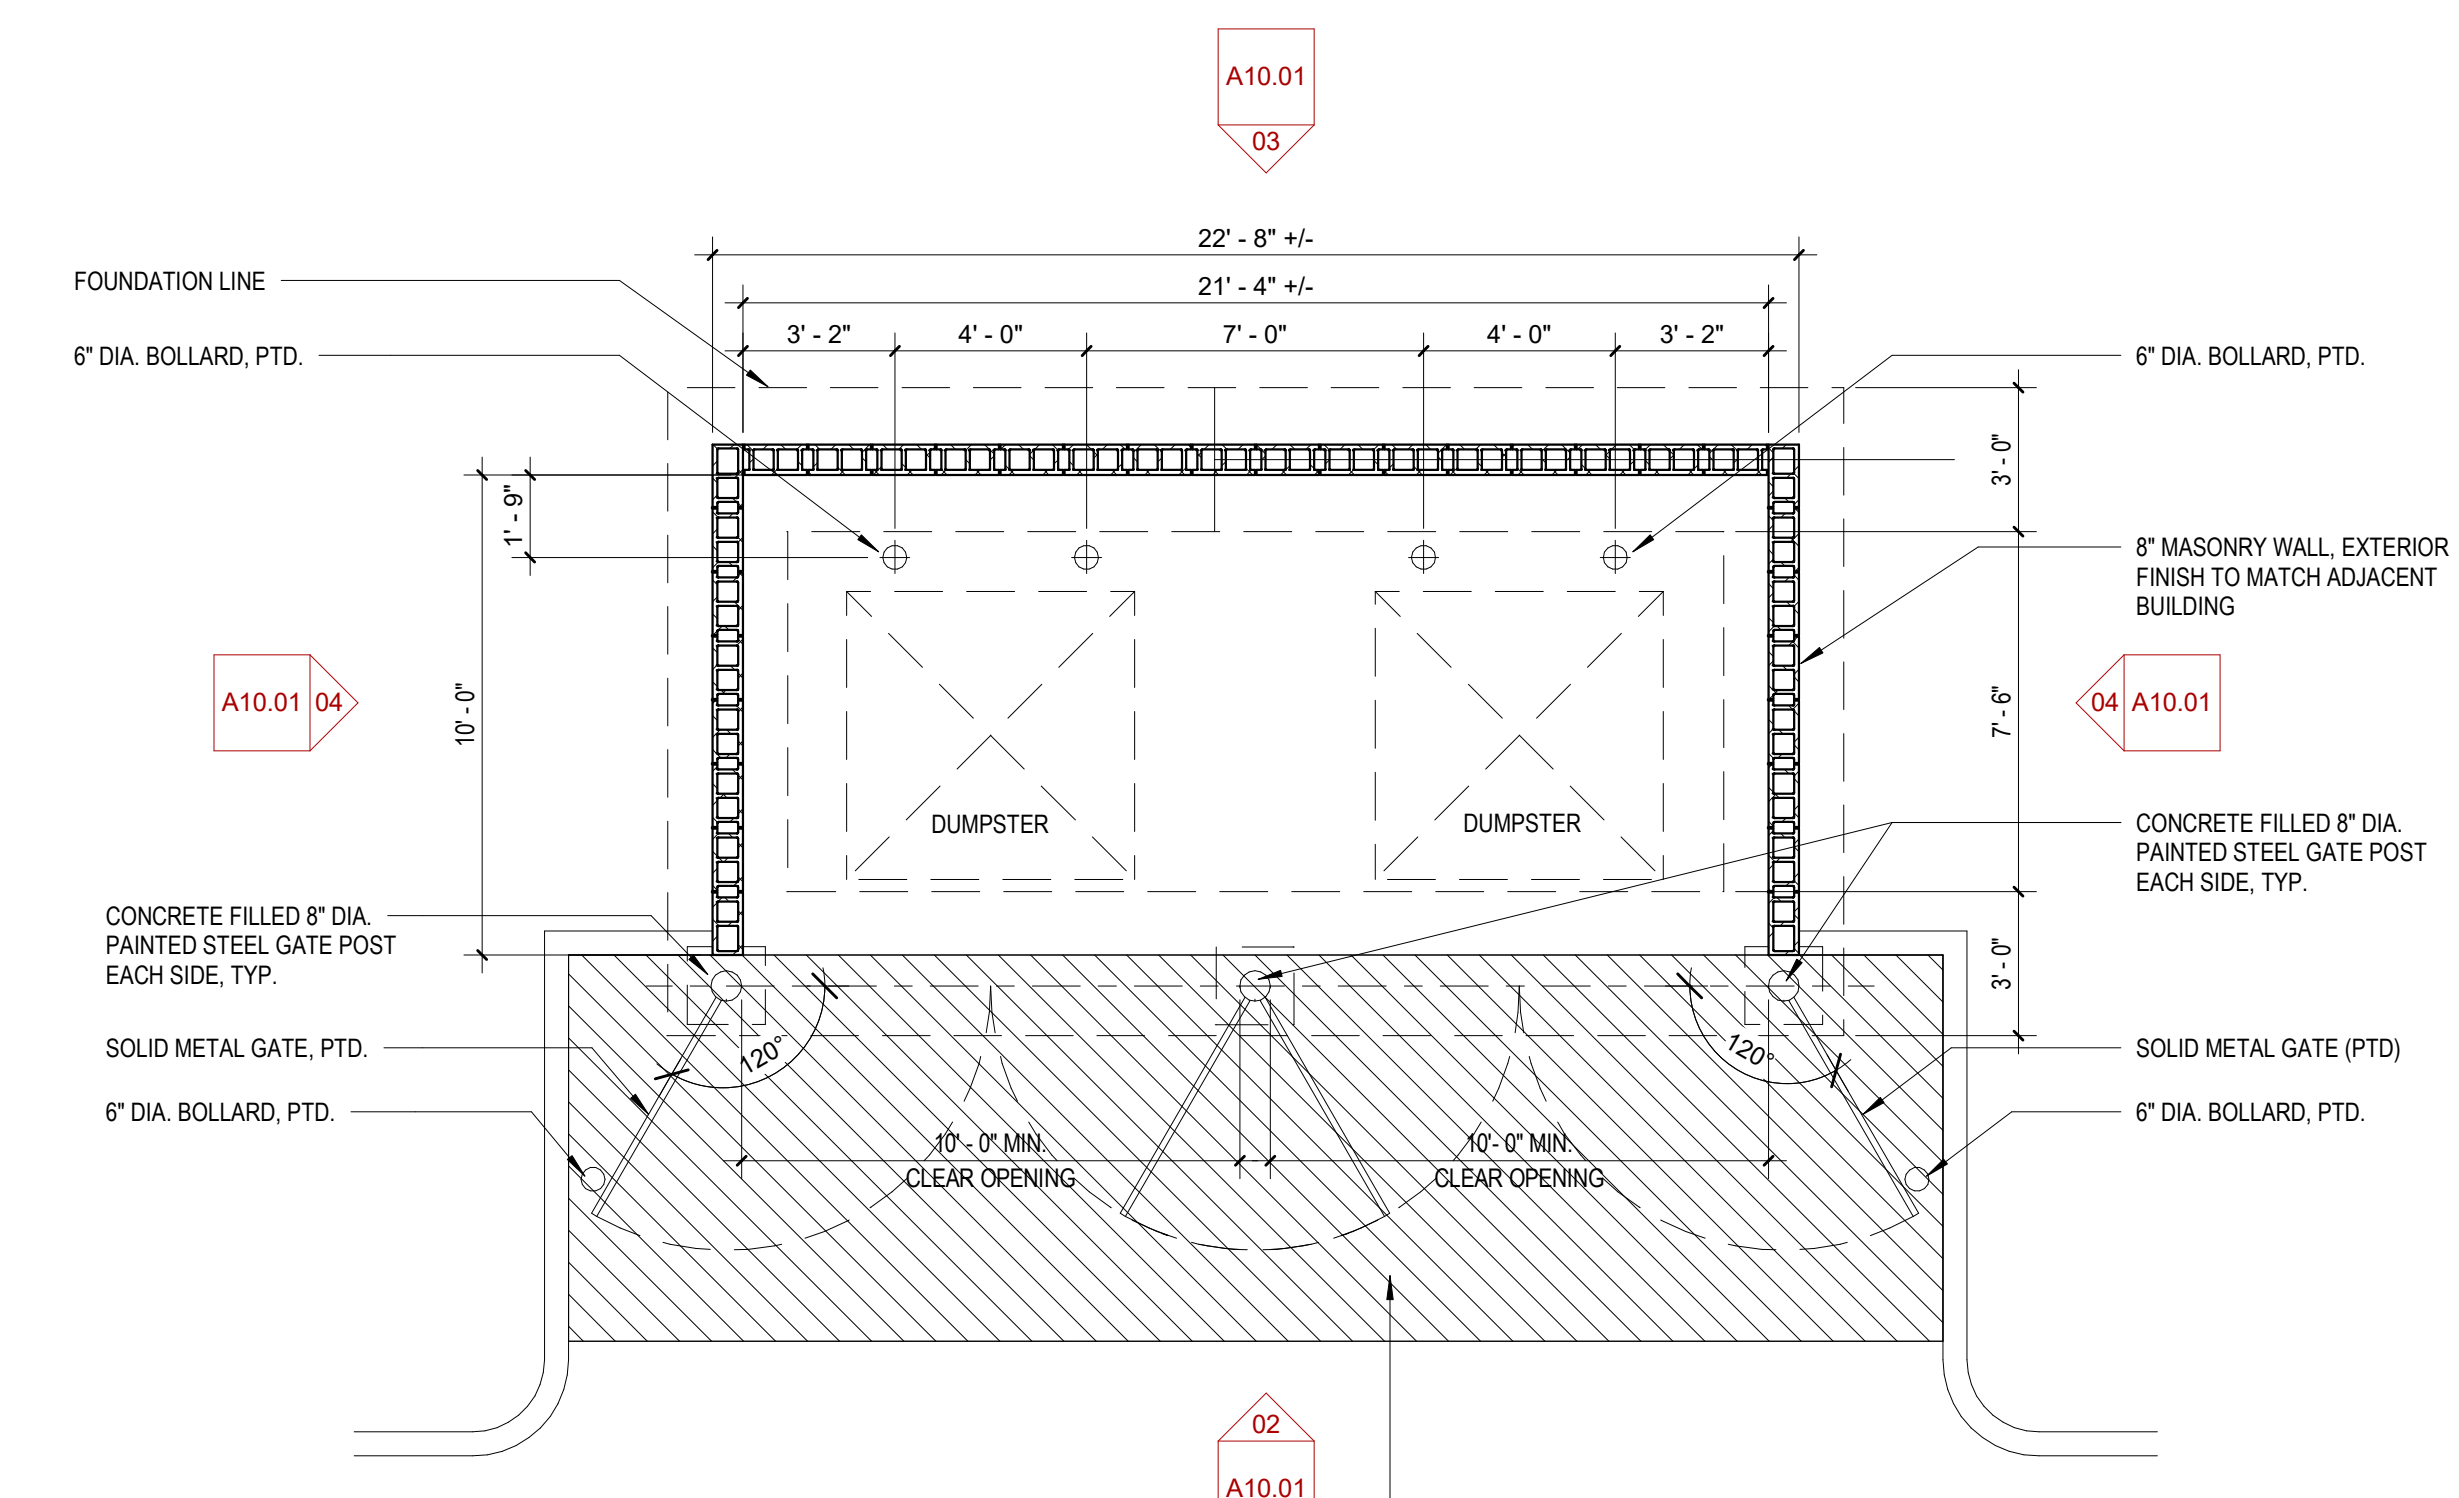 A10.01
03
22' - 8" +/-
FOUNDATION LINE
21' - 4" +/-
3' - 2"
4' - 0"
7' - 0"
4' - 0"
3' - 2"
6" DIA. BOLLARD, PTD.
6" DIA. BOLLARD, PTD.
3' - 0"
1' - 9"
8" MASONRY WALL, EXTERIOR
FINISH TO MATCH ADJACENT
BUILDING
A10.01
04
10' - 0"
7' - 6"
04
A10.01
DUMPSTER
DUMPSTER
CONCRETE FILLED 8" DIA.
PAINTED STEEL GATE POST
EACH SIDE, TYP.
CONCRETE FILLED 8" DIA.
PAINTED STEEL GATE POST
EACH SIDE, TYP.
3' - 0"
SOLID METAL GATE, PTD.
120°
120°
SOLID METAL GATE (PTD)
6" DIA. BOLLARD, PTD.
6" DIA. BOLLARD, PTD.
10' - 0" MIN.
CLEAR OPENING
10'- 0" MIN.
CLEAR OPENING
02
A10.01